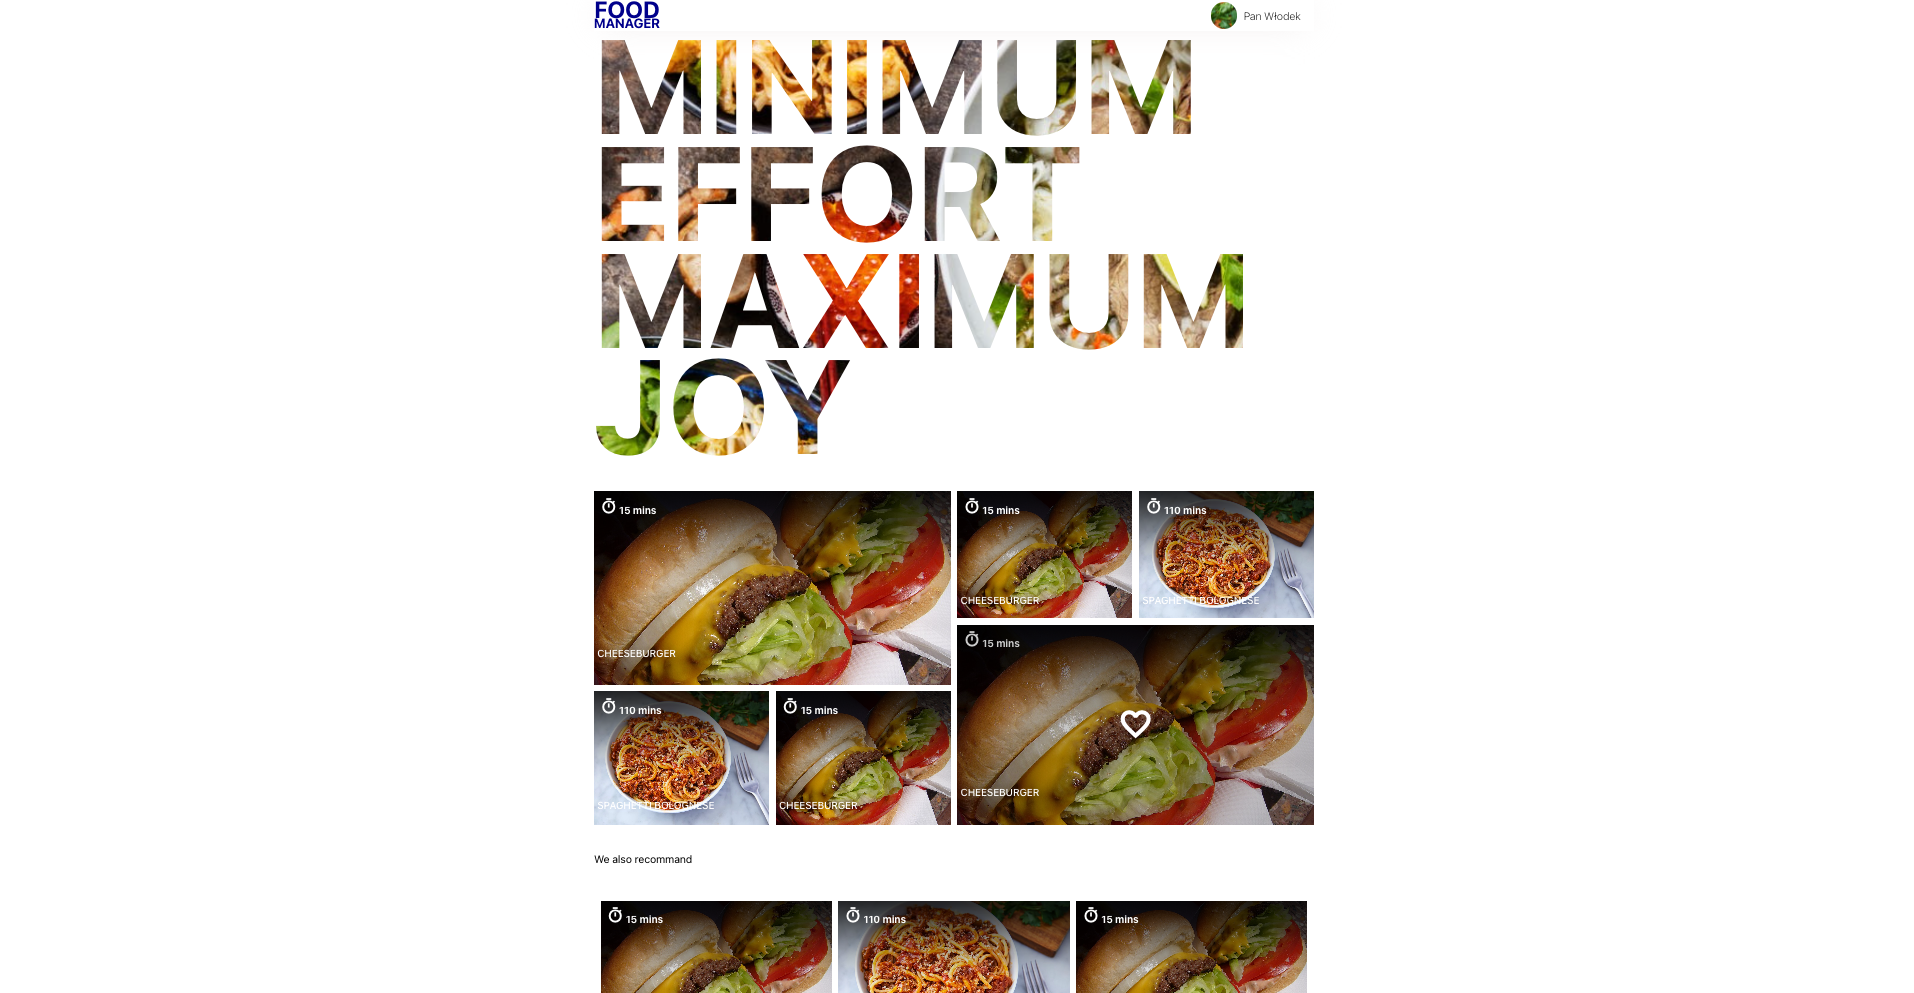 FOOD
MANAGER
Pan Włodek
MINIMUM
EFFORT
MAXIMUM
JOY
15 mins
CHEESEBURGER
15 mins
CHEESEBURGER
110 mins
SPAGHETTI BOLOGNESE
110 mins
SPAGHETTI BOLOGNESE
15 mins
CHEESEBURGER
15 mins
CHEESEBURGER
We also recommand
15 mins
110 mins
15 mins